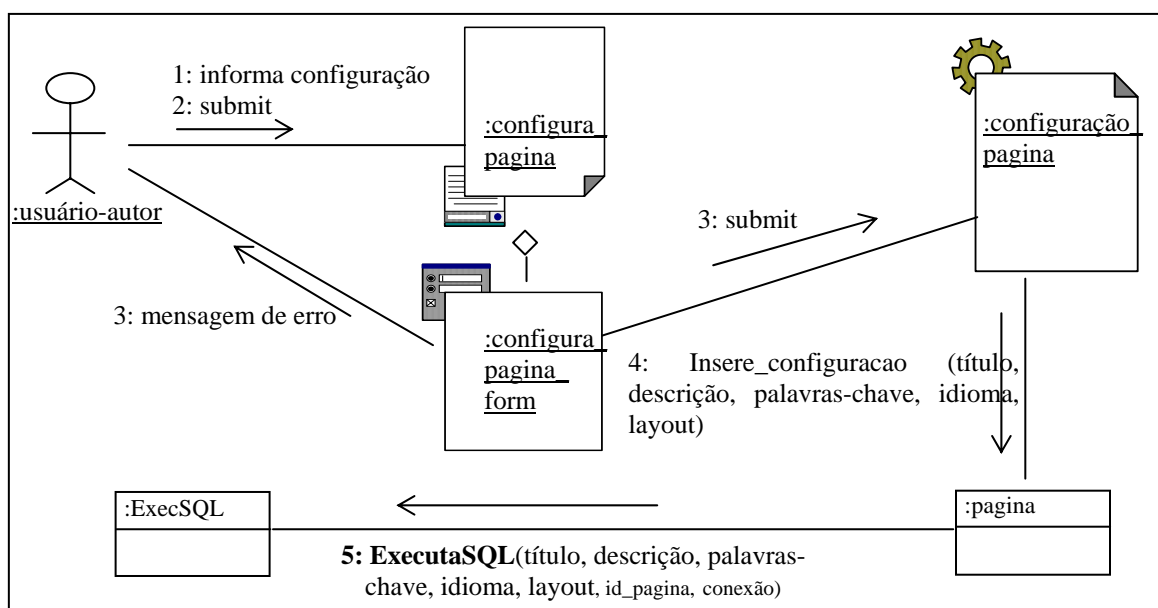 1: informa configuração
2: submit
:configura_
pagina
:configuração_
pagina
:usuário-autor
3: submit
3: mensagem de erro
:configura_
pagina_
form
4: Insere_configuracao (título,
descrição, palavras-chave, idioma,
layout)
:ExecSQL
:pagina
5: ExecutaSQL(título, descrição, palavras-
chave, idioma, layout, id_pagina, conexão)